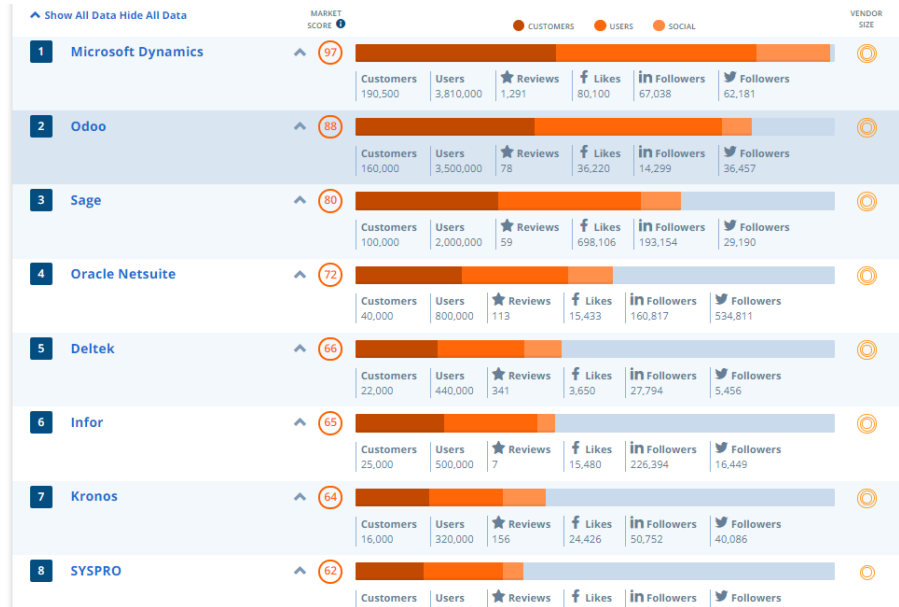 Show All Data Hide All Data
MARKET SCORE i
CUSTOMERS USERS SOCIAL
VENDOR SIZE
1 Microsoft Dynamics 97
Customers Users Reviews f Likes in Followers Followers
190,500 3,810,000 1,291 80,100 67,038 62,181
2 Odoo 88
Customers Users Reviews f Likes in Followers Followers
160,000 3,500,000 78 36,220 14,299 36,457
3 Sage 80
Customers Users Reviews f Likes in Followers Followers
100,000 2,000,000 59 698,106 193,154 29,190
4 Oracle Netsuite 72
Customers Users Reviews f Likes in Followers Followers
40,000 800,000 113 15,433 160,817 534,811
5 Deltek 66
Customers Users Reviews f Likes in Followers Followers
22,000 440,000 341 3,650 27,794 5,456
6 Infor 65
Customers Users Reviews f Likes in Followers Followers
25,000 500,000 7 15,480 226,394 16,449
7 Kronos 64
Customers Users Reviews f Likes in Followers Followers
16,000 320,000 156 24,426 50,752 40,086
8 SYSPRO 62
Customers Users Reviews f Likes in Followers Followers